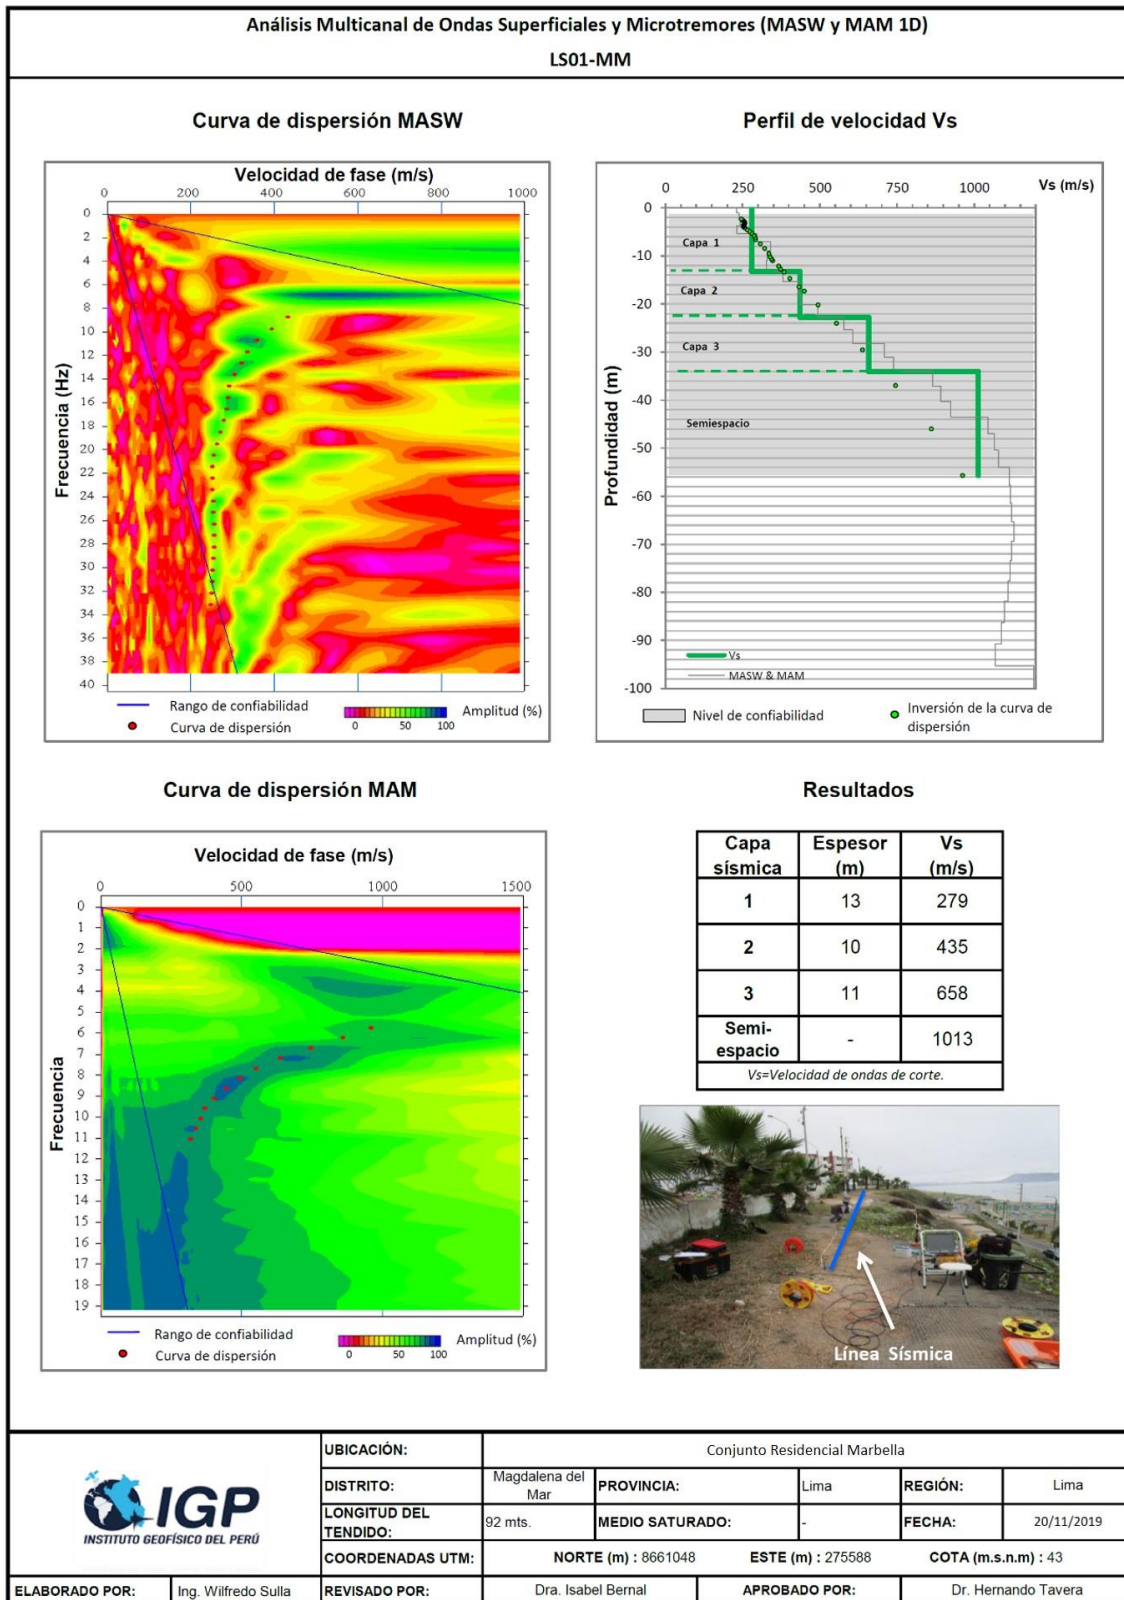 Análisis Multicanal de Ondas Superficiales y Microtremores (MASW y MAM 1D)
LS01-MM
Curva de dispersión MASW
Velocidad de fase (m/s)
0 200 400 600 800 1000
Frecuencia (Hz)
0
2
4
6
8
10
12
14
16
18
20
22
24
26
28
30
32
34
36
38
40
Rango de confiabilidad
Curva de dispersión
Amplitud (%)
0 50 100
Perfil de velocidad Vs
0 250 500 750 1000 Vs (m/s)
Profundidad (m)
0
-10
-20
-30
-40
-50
-60
-70
-80
-90
-100
Capa 1
Capa 2
Capa 3
Semiespacio
Vs
MASW & MAM
Nivel de confiabilidad
Inversión de la curva de
dispersión
Curva de dispersión MAM
Velocidad de fase (m/s)
0 500 1000 1500
Frecuencia
0
1
2
3
4
5
6
7
8
9
10
11
12
13
14
15
16
17
18
19
Rango de confiabilidad
Curva de dispersión
Amplitud (%)
0 50 100
Resultados
Capa sísmica Espesor (m) Vs (m/s)
1 13 279
2 10 435
3 11 658
Semi-espacio - 1013
Vs=Velocidad de ondas de corte.
Línea Sísmica
IGP
INSTITUTO GEOFÍSICO DEL PERÚ
UBICACIÓN: Conjunto Residencial Marbella
DISTRITO: Magdalena del Mar PROVINCIA: Lima REGIÓN: Lima
LONGITUD DEL TENDIDO: 92 mts. MEDIO SATURADO: - FECHA: 20/11/2019
COORDENADAS UTM: NORTE (m) : 8661048 ESTE (m) : 275588 COTA (m.s.n.m) : 43
ELABORADO POR: Ing. Wilfredo Sulla REVISADO POR: Dra. Isabel Bernal APROBADO POR: Dr. Hernando Tavera